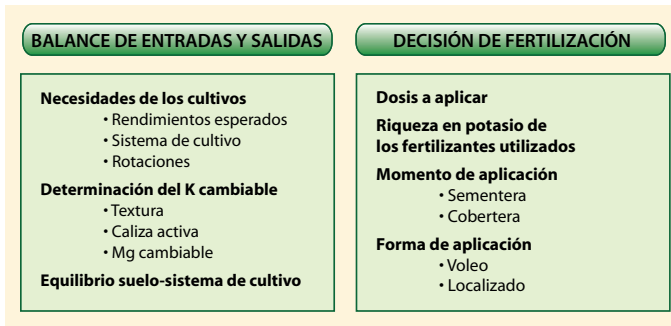 BALANCE DE ENTRADAS Y SALIDAS
Necesidades de los cultivos
• Rendimientos esperados
• Sistema de cultivo
• Rotaciones
Determinación del K cambiable
• Textura
• Caliza activa
• Mg cambiable
Equilibrio suelo-sistema de cultivo
DECISIÓN DE FERTILIZACIÓN
Dosis a aplicar
Riqueza en potasio de
los fertilizantes utilizados
Momento de aplicación
• Sementera
• Cobertera
Forma de aplicación
• Voleo
• Localizado